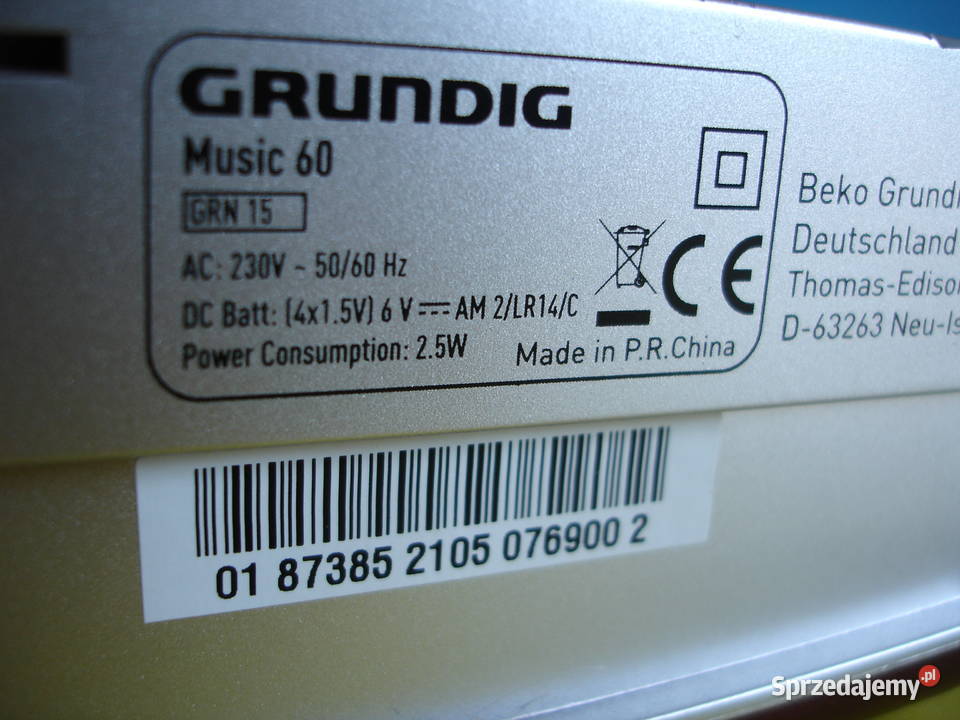 GRUNDIG
Music 60
GRN 15
AC: 230V ~ 50/60 Hz
DC Batt: (4x1.5V) 6 V ⎓ AM 2/LR14/C
Power Consumption: 2.5W
Made in P.R.China
CE
Beko Grundi
Deutschland
Thomas-Ediso
D-63263 Neu-Is
01 87385 2105 076900 2
Sprzedajemy.pl